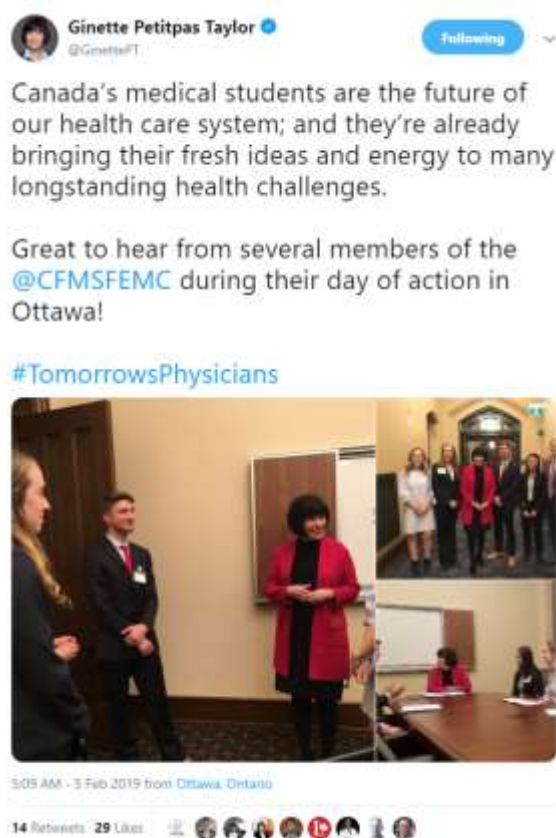 Ginette Petitpas Taylor
@GinettePT
Following
Canada's medical students are the future of
our health care system; and they're already
bringing their fresh ideas and energy to many
longstanding health challenges.
Great to hear from several members of the
@CFMSFEMC during their day of action in
Ottawa!
#TomorrowsPhysicians
5:09 AM - 5 Feb 2019 from Ottawa, Ontario
14 Retweets 29 Likes